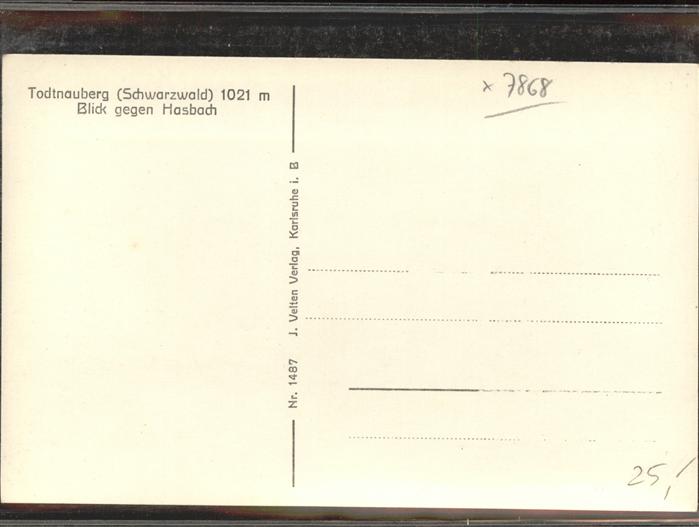 Todtnauberg (Schwarzwald) 1021 m
Blick gegen Hasbach
x 7868
Nr. 1487 J. Velten Verlag, Karlsruhe i. B
25,-